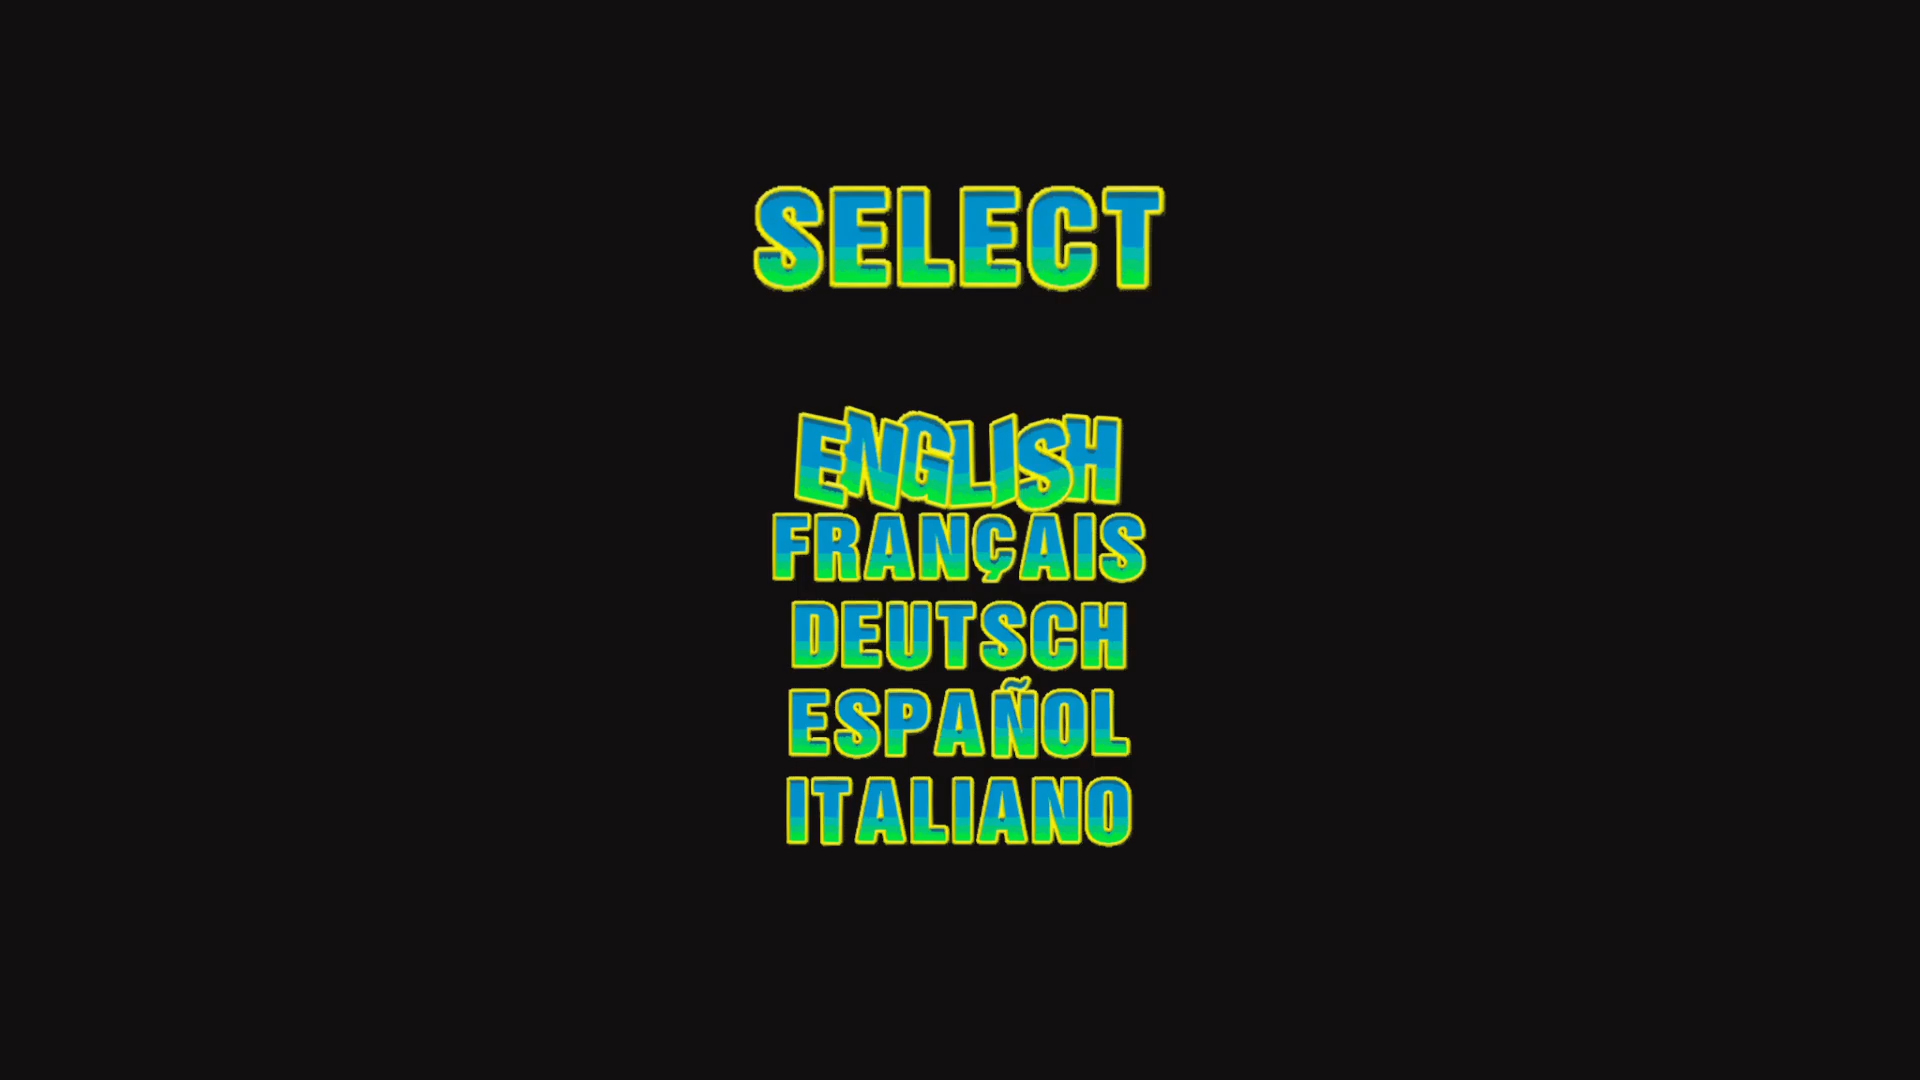 SELECT
ENGLISH
FRANÇAIS
DEUTSCH
ESPAÑOL
ITALIANO